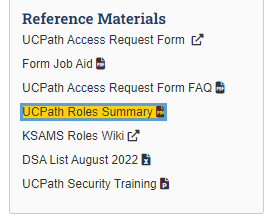 Reference Materials
UCPath Access Request Form
Form Job Aid
UCPath Access Request Form FAQ
UCPath Roles Summary
KSAMS Roles Wiki
DSA List August 2022
UCPath Security Training